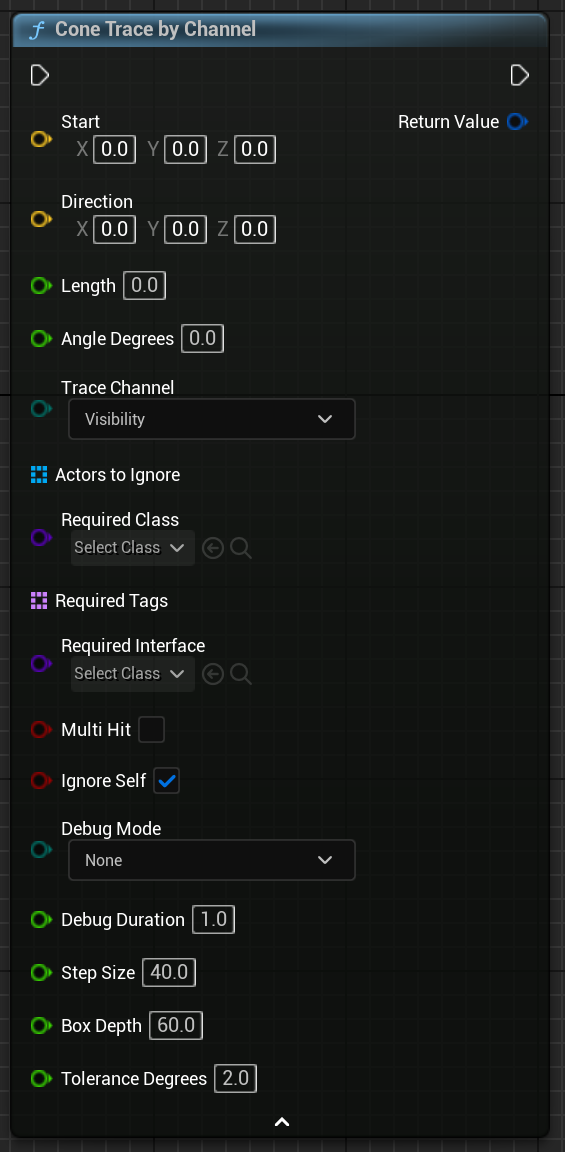 f Cone Trace by Channel
Start
Return Value
X 0.0 Y 0.0 Z 0.0
Direction
X 0.0 Y 0.0 Z 0.0
Length 0.0
Angle Degrees 0.0
Trace Channel
Visibility
Actors to Ignore
Required Class
Select Class
Required Tags
Required Interface
Select Class
Multi Hit
Ignore Self
Debug Mode
None
Debug Duration 1.0
Step Size 40.0
Box Depth 60.0
Tolerance Degrees 2.0